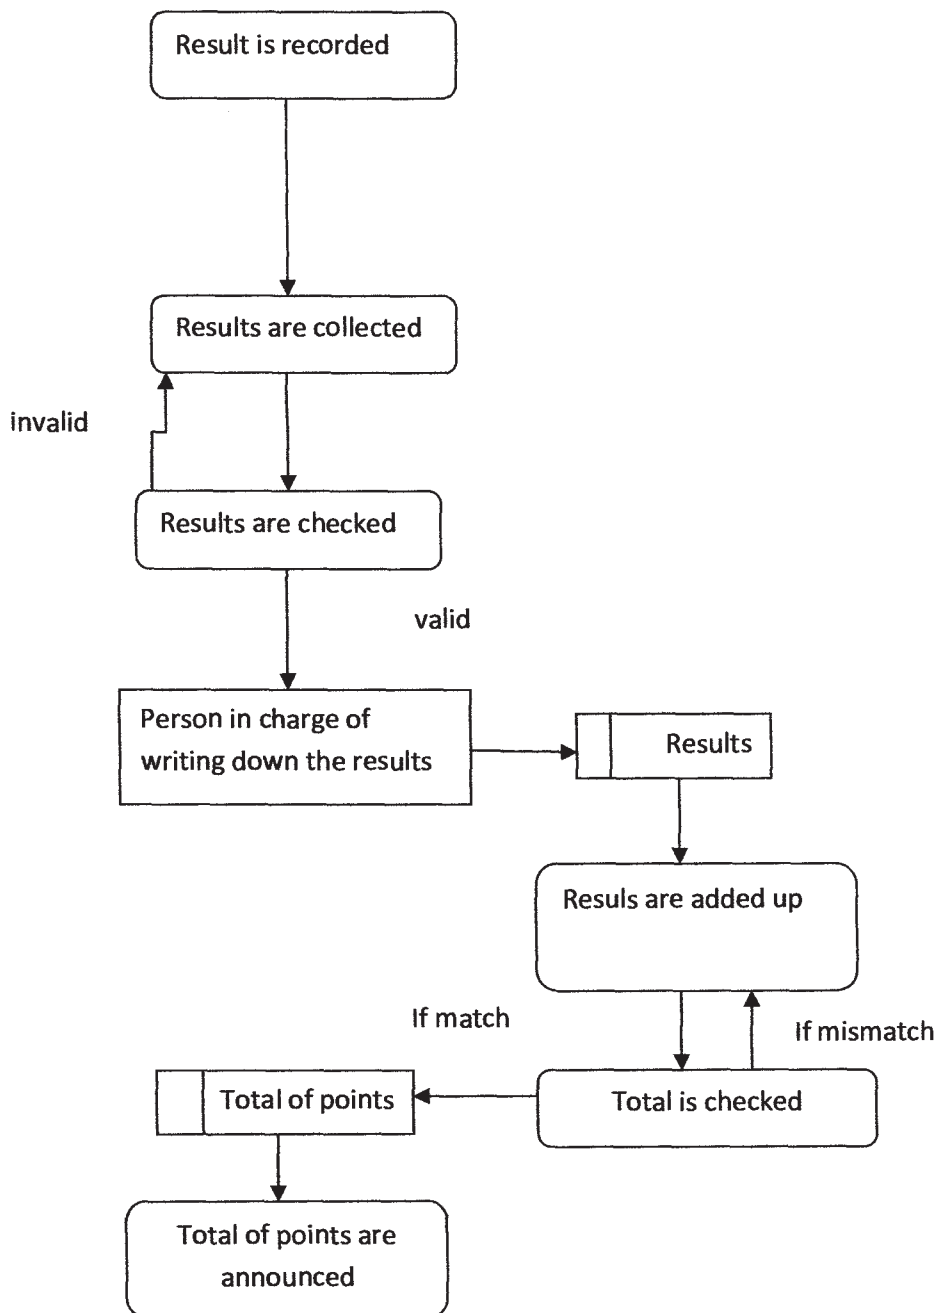 Result is recorded
Results are collected
invalid
Results are checked
valid
Person in charge of
writing down the results
Results
Resuls are added up
If match
If mismatch
Total of points
Total is checked
Total of points are
announced